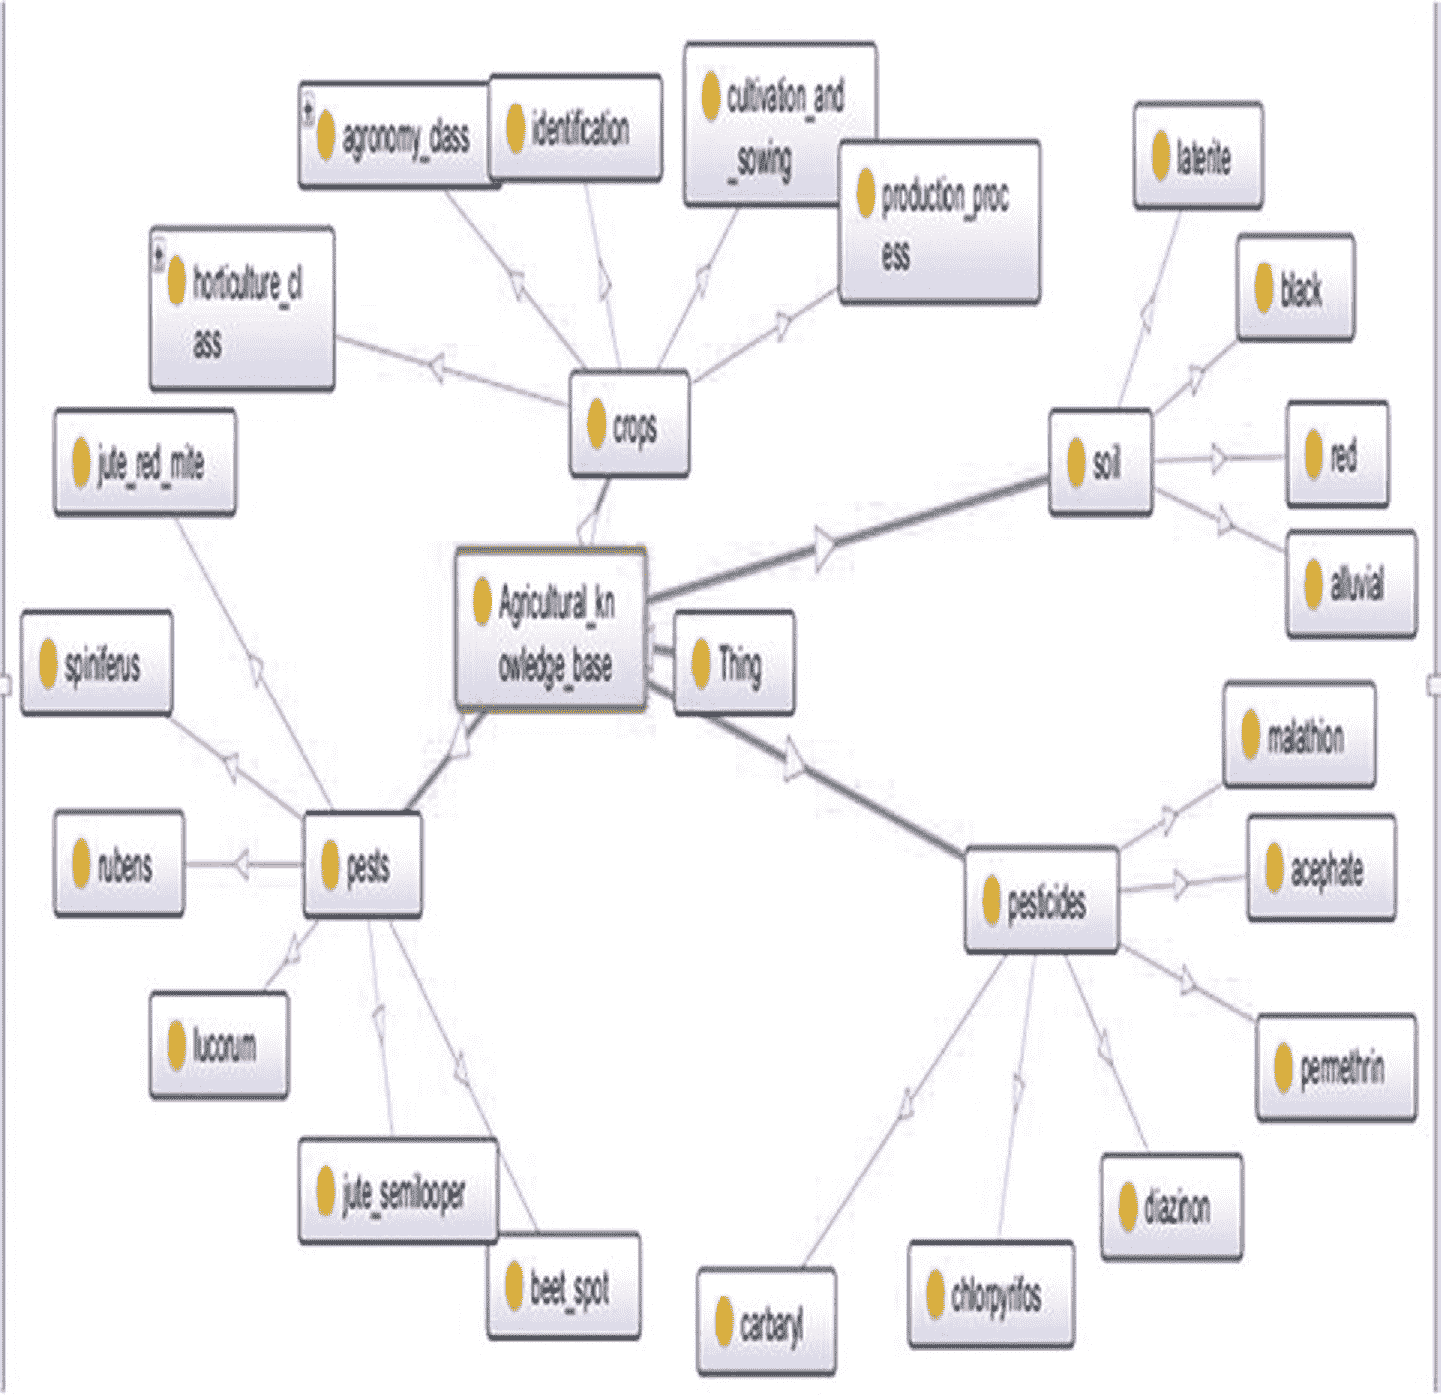 agronomy_class
identification
cultivation_and
_sowing
production_proc
ess
laterite
horticulture_cl
ass
black
crops
jute_red_mite
soil
red
alluvial
Agricultural_kn
owledge_base
Thing
spiniferus
malathion
rubens
pests
acephate
pesticides
lucorum
permethrin
jute_semilooper
diazinon
beet_spot
chlorpyrifos
carbaryl